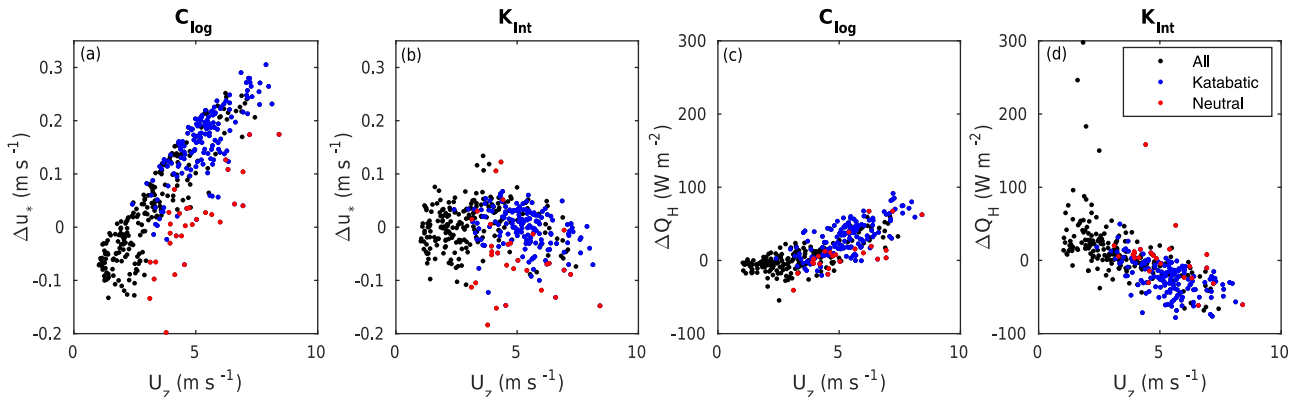 C_log
(a)
Δu_* (m s⁻¹)
0.3
0.2
0.1
0
-0.1
-0.2
0
5
10
U_z (m s⁻¹)
K_Int
(b)
Δu_* (m s⁻¹)
0.3
0.2
0.1
0
-0.1
-0.2
0
5
10
U_z (m s⁻¹)
C_log
(c)
ΔQ_H (W m⁻²)
300
200
100
0
-100
0
5
10
U_z (m s⁻¹)
K_Int
(d)
All
Katabatic
Neutral
ΔQ_H (W m⁻²)
300
200
100
0
-100
0
5
10
U_z (m s⁻¹)